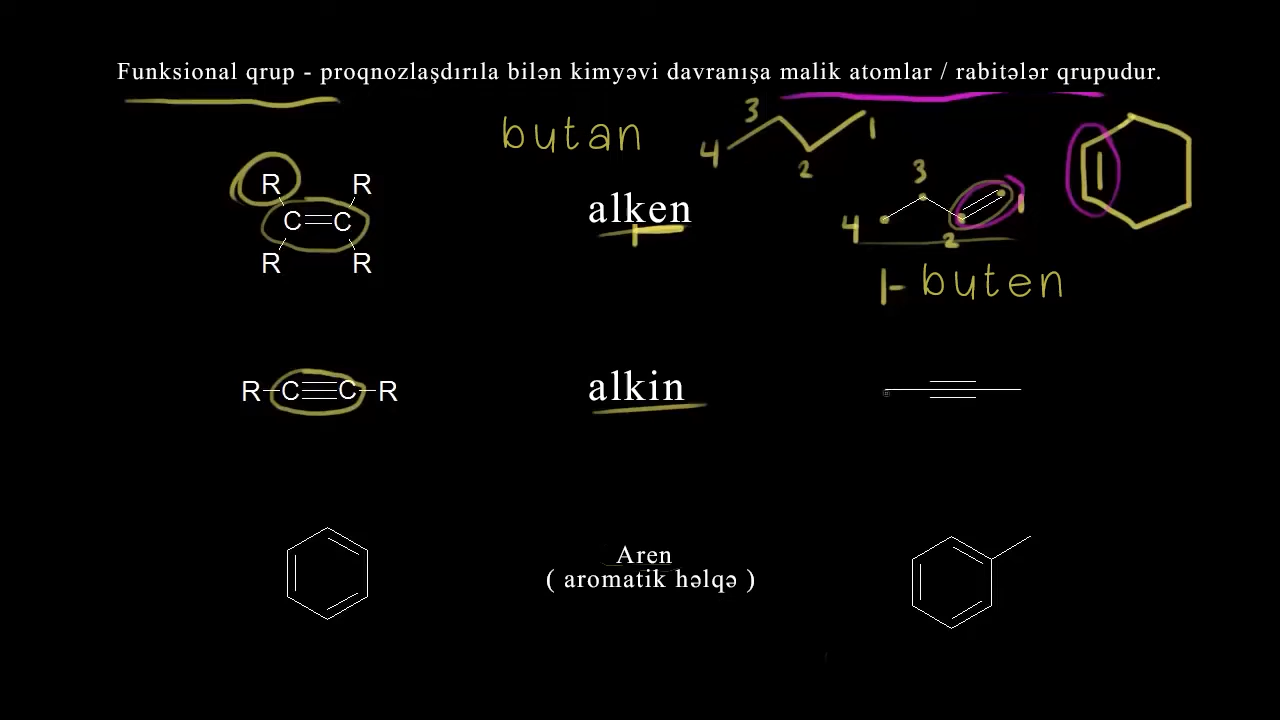 Funksional qrup - proqnozlaşdırıla bilən kimyəvi davranışa malik atomlar / rabitələr qrupudur.
butan
3
4
2
1
R R
C C
R R
alken
3
4
2
1
1- buten
R C C R
alkin
Aren
( aromatik həlqə )